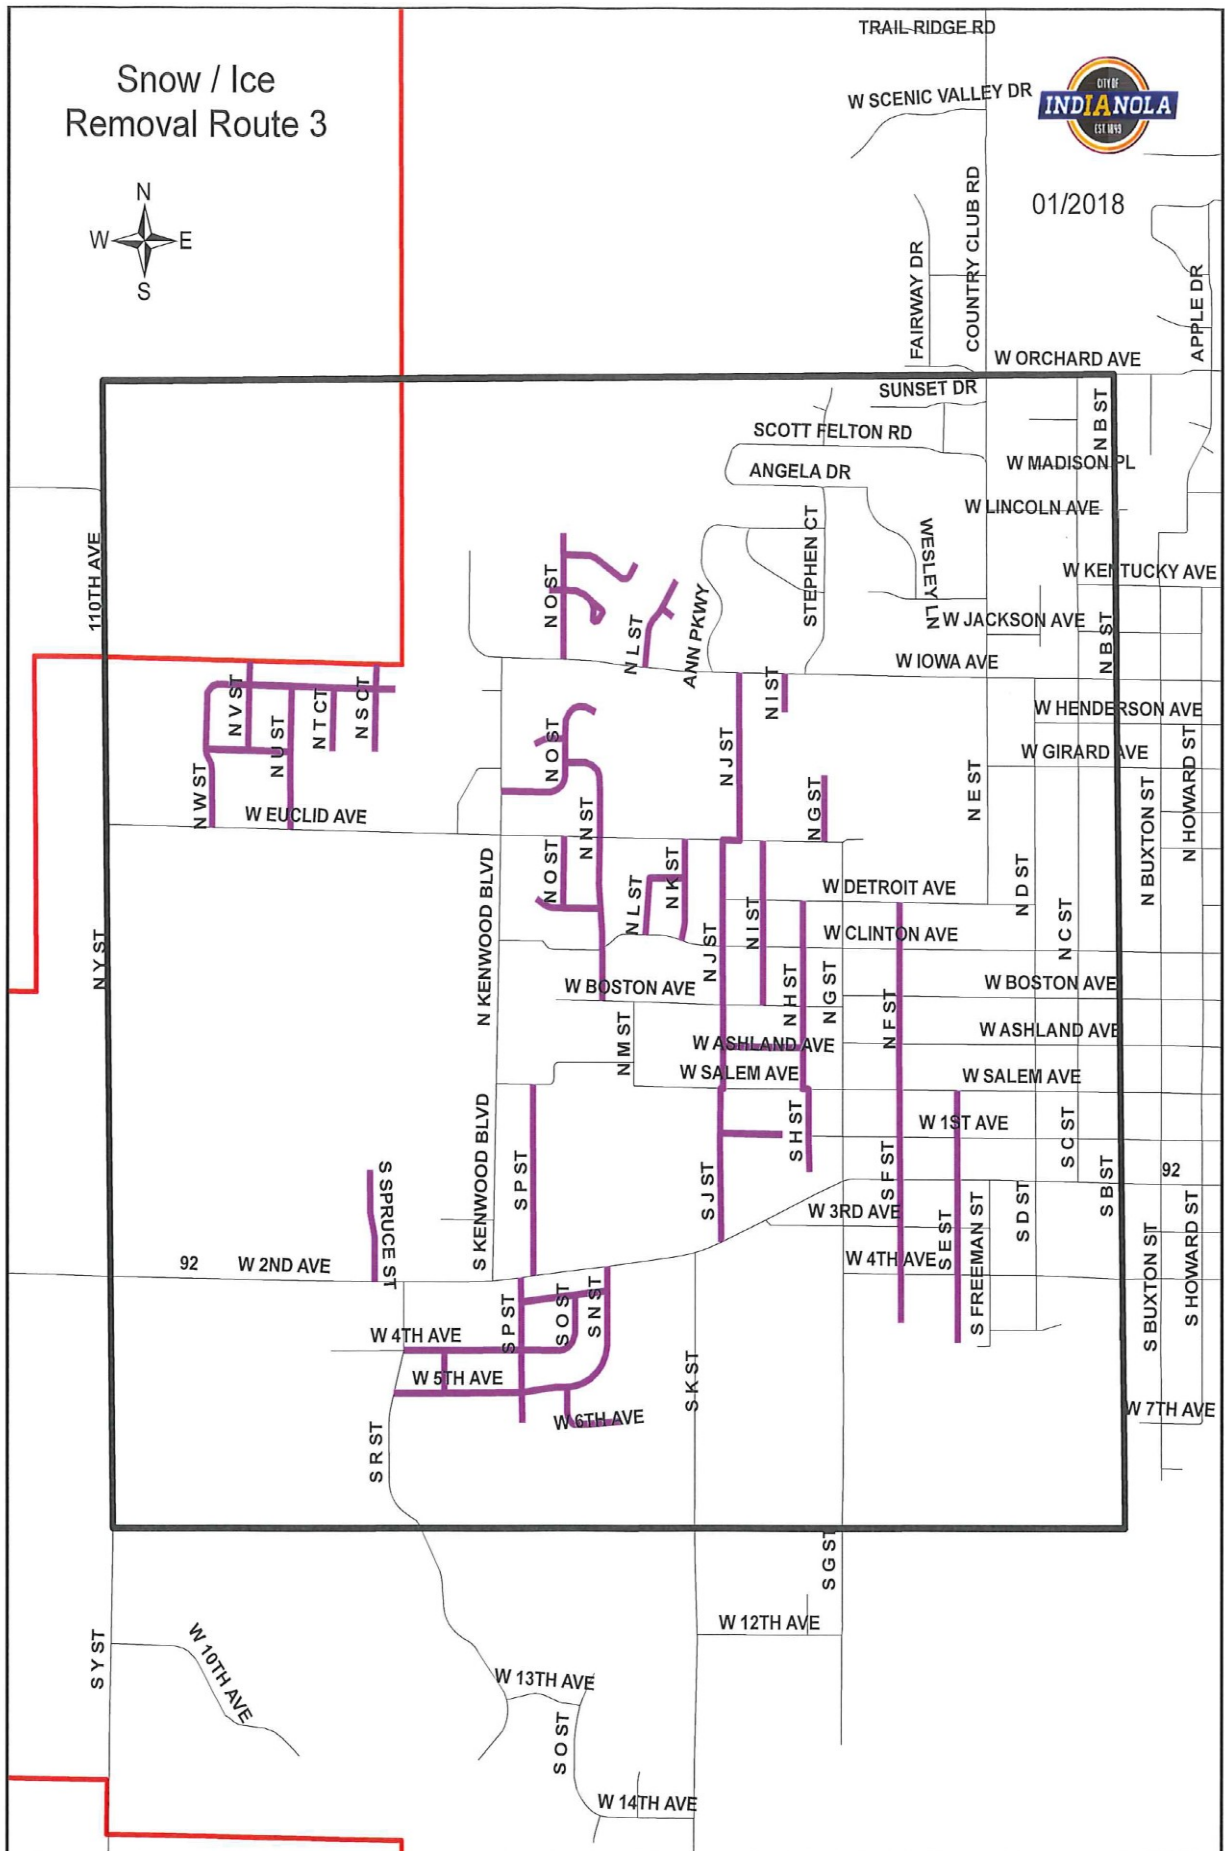 Snow / Ice
Removal Route 3
N
W
E
S
CITY OF
INDIANOLA
EST. 1849
01/2018
TRAIL RIDGE RD
W SCENIC VALLEY DR
COUNTRY CLUB RD
FAIRWAY DR
APPLE DR
W ORCHARD AVE
SUNSET DR
N B ST
SCOTT FELTON RD
W MADISON PL
ANGELA DR
W LINCOLN AVE
STEPHEN CT
WESLEY LN
110TH AVE
N O ST
W KENTUCKY AVE
N L ST
ANN PKWY
W JACKSON AVE
N B ST
W IOWA AVE
N V ST
N U ST
N T CT
N S CT
N I ST
W HENDERSON AVE
N O ST
N J ST
W GIRARD AVE
N W ST
N E ST
N HOWARD ST
W EUCLID AVE
N N ST
N G ST
N BUXTON ST
N KENWOOD BLVD
N O ST
N L ST
N K ST
W DETROIT AVE
N D ST
N Y ST
N J ST
N I ST
W CLINTON AVE
N C ST
W BOSTON AVE
N H ST
N G ST
N F ST
W BOSTON AVE
N M ST
W ASHLAND AVE
W ASHLAND AVE
W SALEM AVE
W SALEM AVE
S KENWOOD BLVD
S H ST
W 1ST AVE
S C ST
S SPRUCE ST
S P ST
S J ST
S F ST
S B ST
92
W 3RD AVE
S E ST
S FREEMAN ST
S D ST
92
W 2ND AVE
W 4TH AVE
S BUXTON ST
S HOWARD ST
S P ST
S O ST
S N ST
W 4TH AVE
W 5TH AVE
S K ST
W 6TH AVE
W 7TH AVE
S R ST
S G ST
W 12TH AVE
S Y ST
W 10TH AVE
W 13TH AVE
S O ST
W 14TH AVE